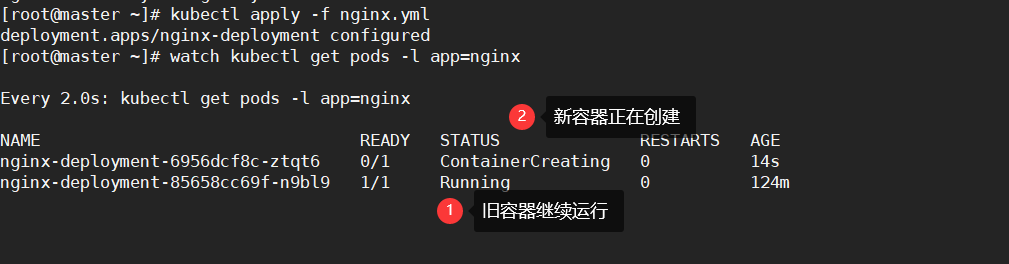 [root@master ~]# kubectl apply -f nginx.yml
deployment.apps/nginx-deployment configured
[root@master ~]# watch kubectl get pods -l app=nginx
Every 2.0s: kubectl get pods -l app=nginx
2 新容器正在创建
NAME READY STATUS RESTARTS AGE
nginx-deployment-6956dcf8c-ztqt6 0/1 ContainerCreating 0 14s
nginx-deployment-85658cc69f-n9bl9 1/1 Running 0 124m
1 旧容器继续运行